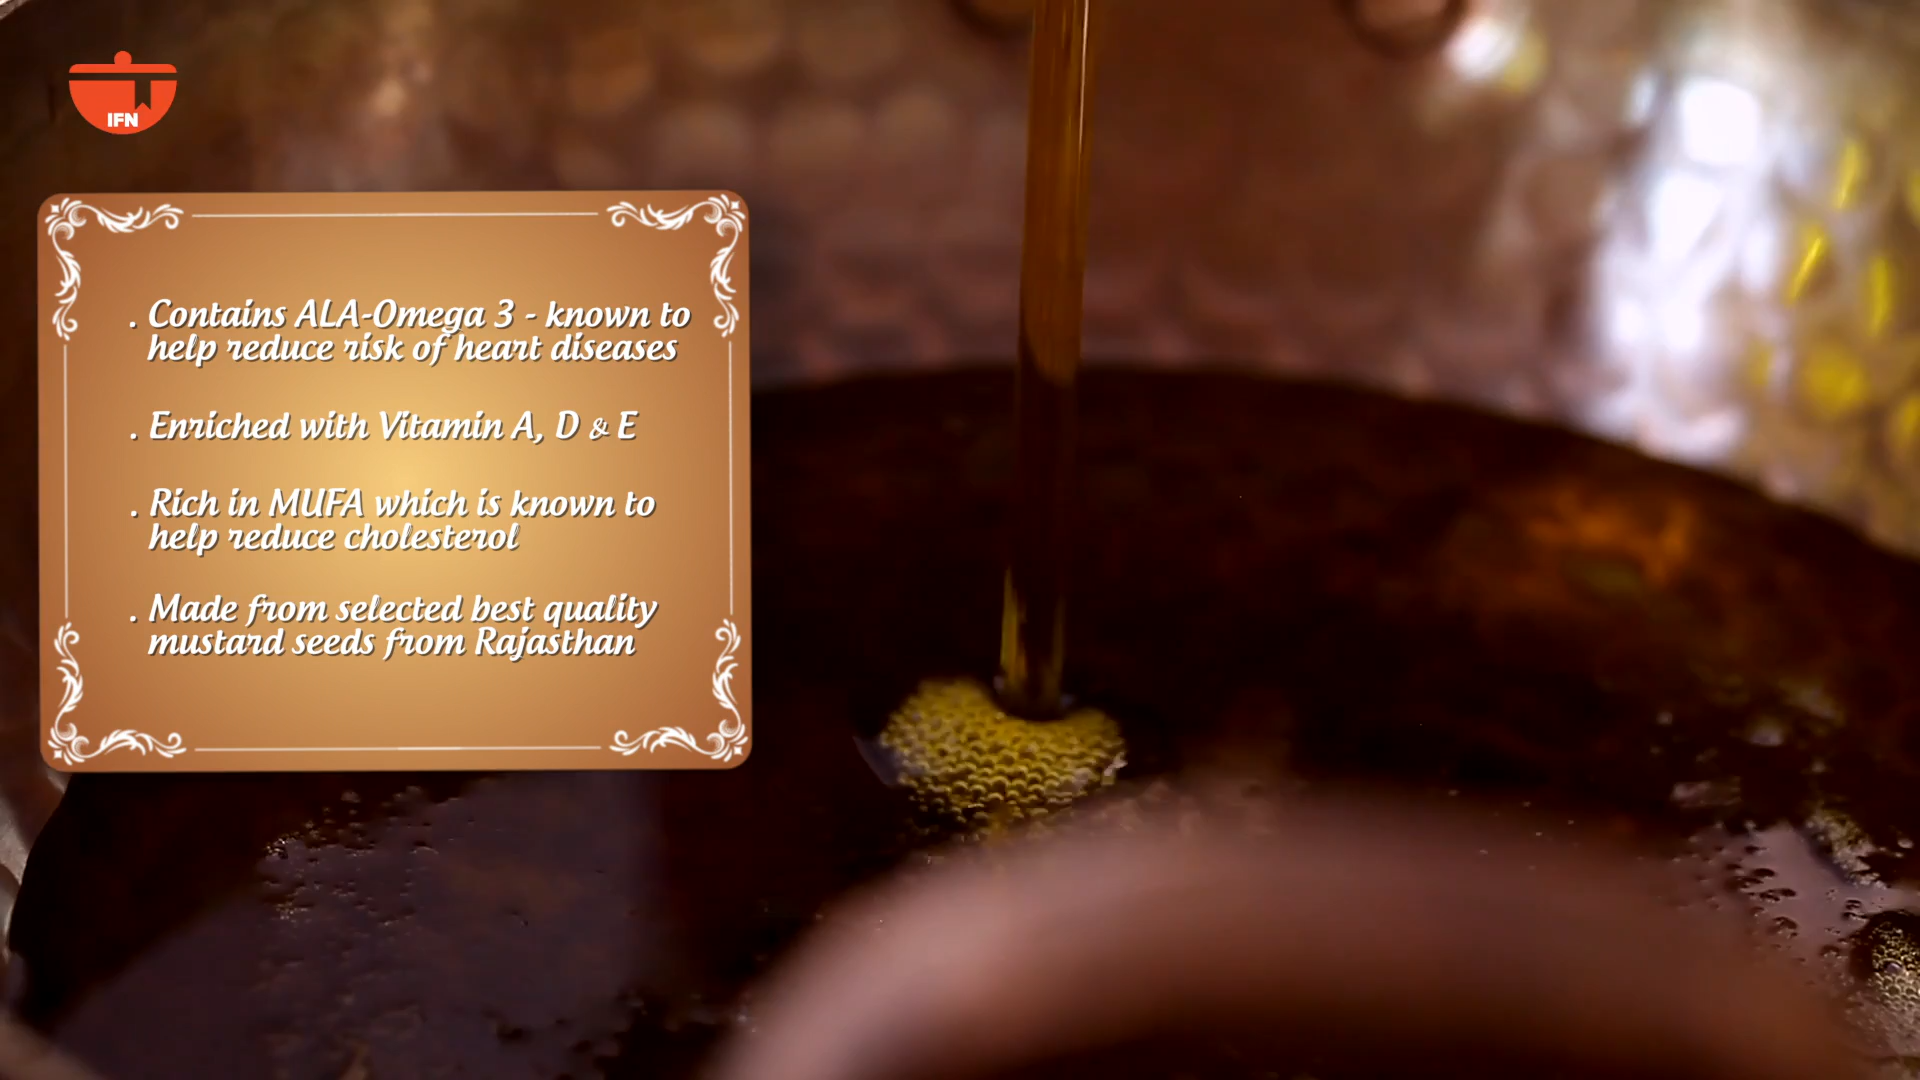 IFN
. Contains ALA-Omega 3 - known to
help reduce risk of heart diseases
. Enriched with Vitamin A, D & E
. Rich in MUFA which is known to
help reduce cholesterol
. Made from selected best quality
mustard seeds from Rajasthan